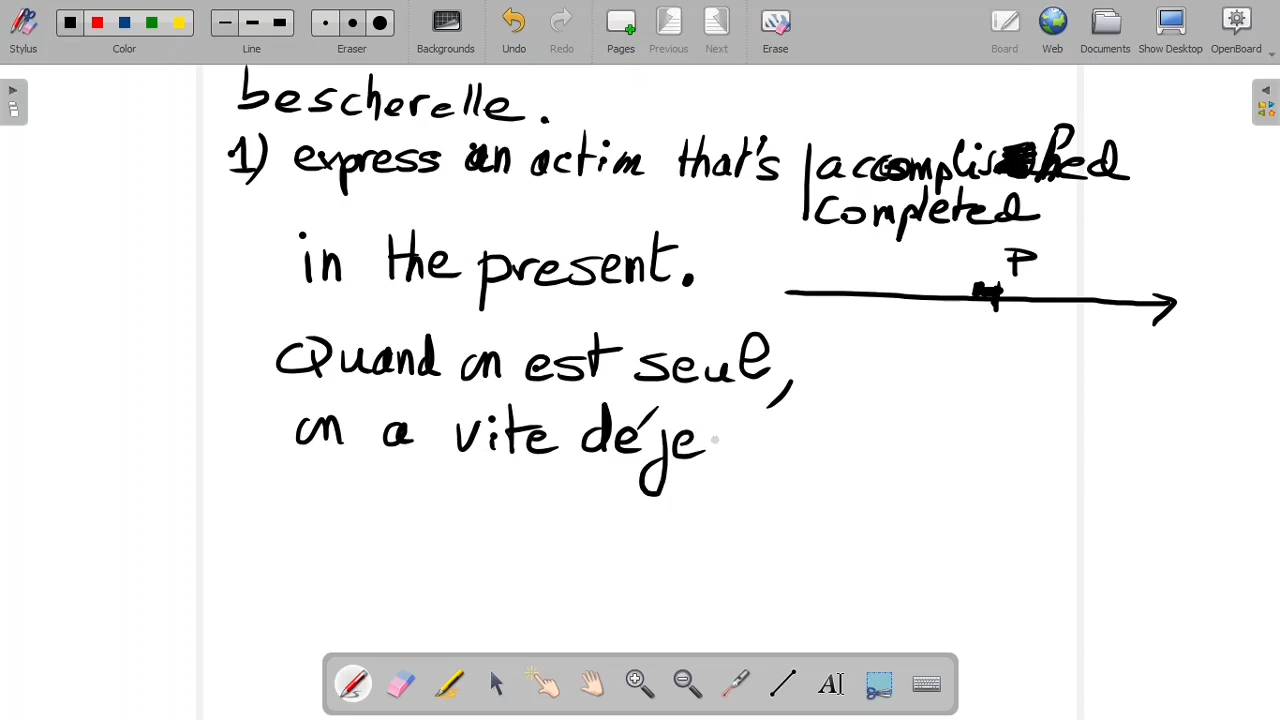 Stylus
Color
Line
Eraser
Backgrounds
Undo
Redo
Pages
Previous
Next
Erase
Board
Web
Documents
Show Desktop
OpenBoard
bescherelle.
1) express an action that's | accomplished
completed
in the present.
P
Quand on est seul,
on a vite déje